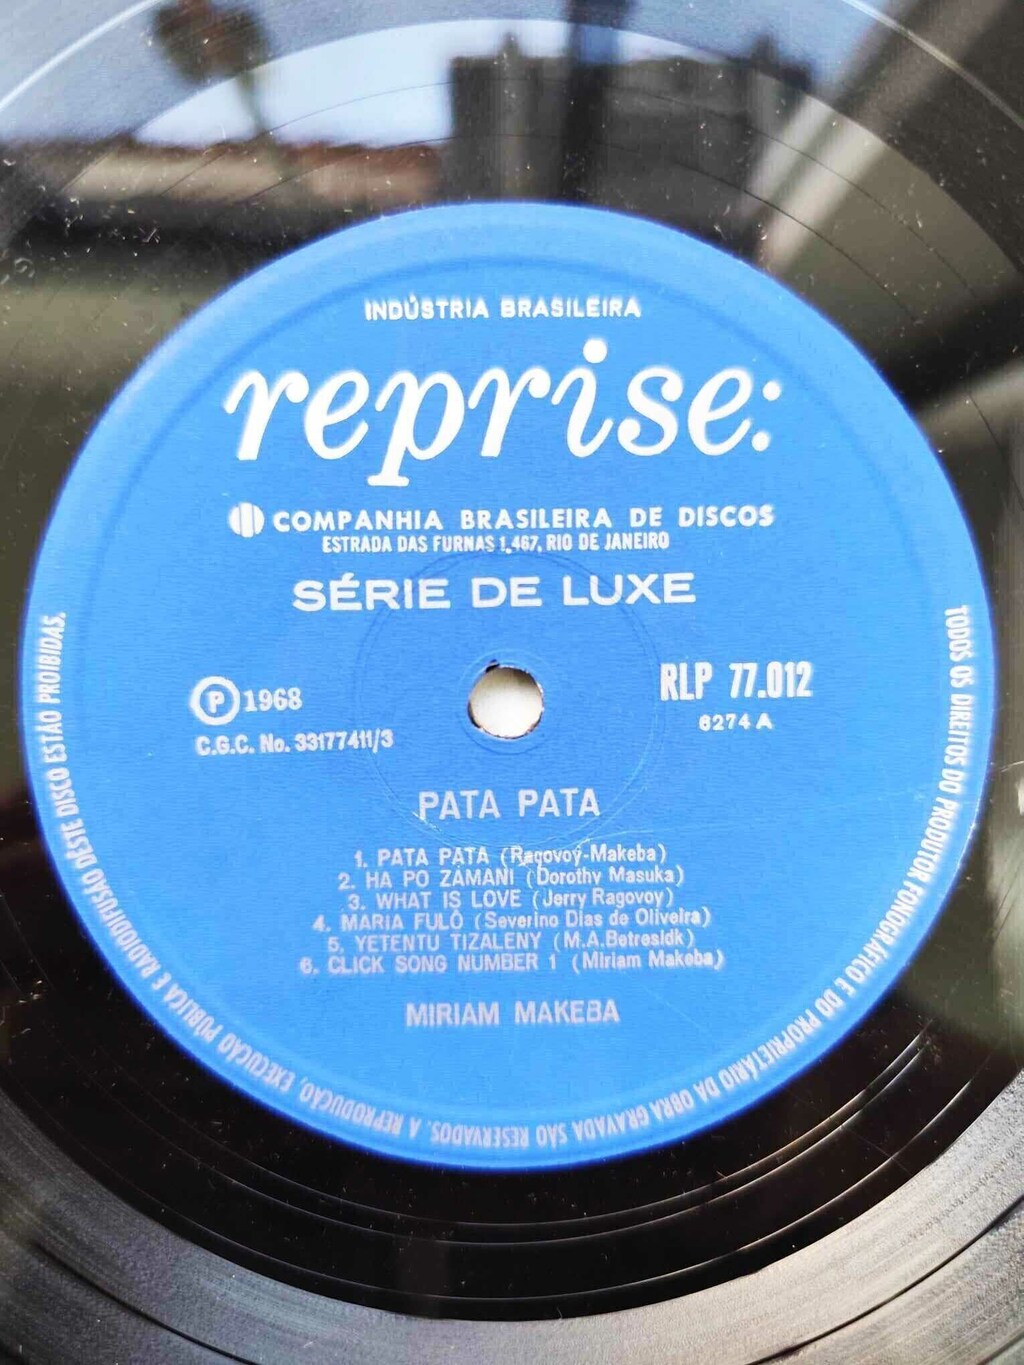 INDÚSTRIA BRASILEIRA
reprise:
COMPANHIA BRASILEIRA DE DISCOS
ESTRADA DAS FURNAS 1.467, RIO DE JANEIRO
SÉRIE DE LUXE
P 1968
C.G.C. No. 33177411/3
RLP 77.012
6274 A
PATA PATA
1. PATA PATA (Ragovoy-Makeba)
2. HA PO ZAMANI (Dorothy Masuka)
3. WHAT IS LOVE (Jerry Ragovoy)
4. MARIA FULÔ (Severino Dias de Oliveira)
5. YETENTU TIZALENY (M.A.Betresidk)
6. CLICK SONG NUMBER 1 (Miriam Makeba)
MIRIAM MAKEBA
TODOS OS DIREITOS DO PRODUTOR FONOGRÁFICO E DO PROPRIETÁRIO DA OBRA GRAVADA SÃO RESERVADOS. A REPRODUÇÃO, EXECUÇÃO PÚBLICA E RADIODIFUSÃO DÊSTE DISCO ESTÃO PROIBIDAS.